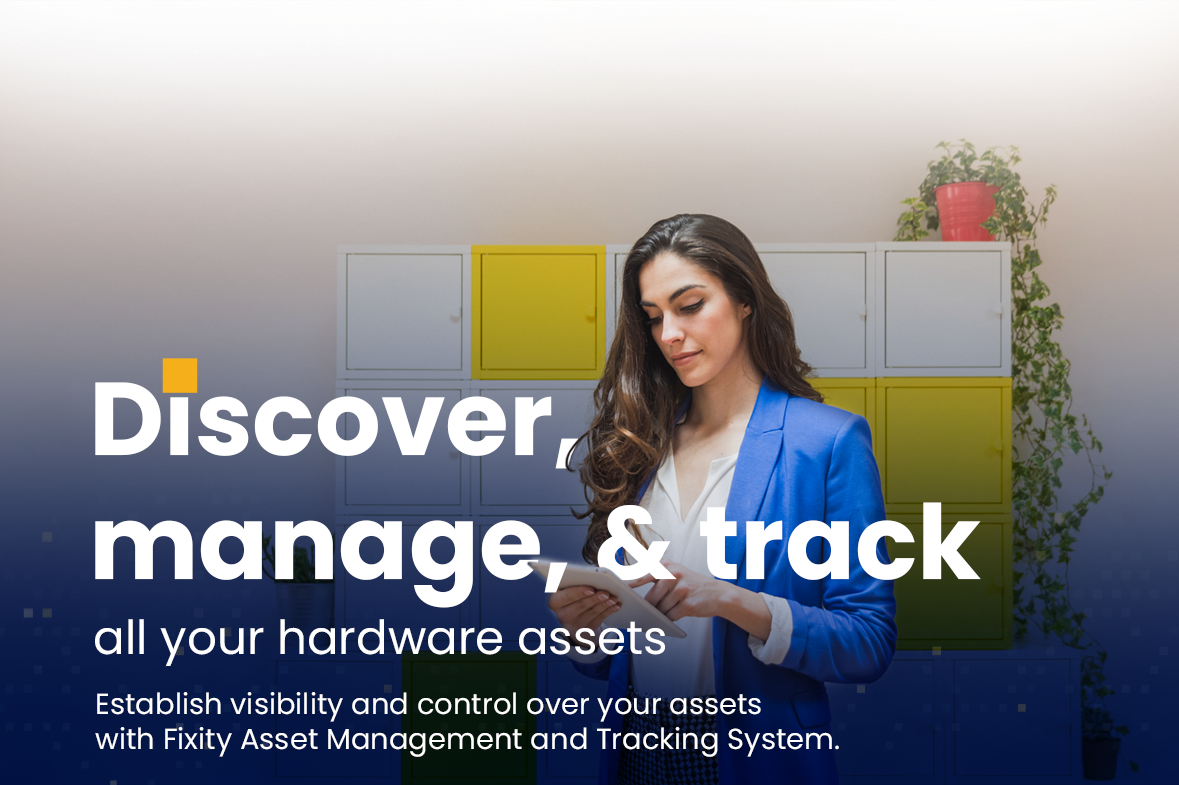 Discover,
manage, & track
all your hardware assets
Establish visibility and control over your assets
with Fixity Asset Management and Tracking System.